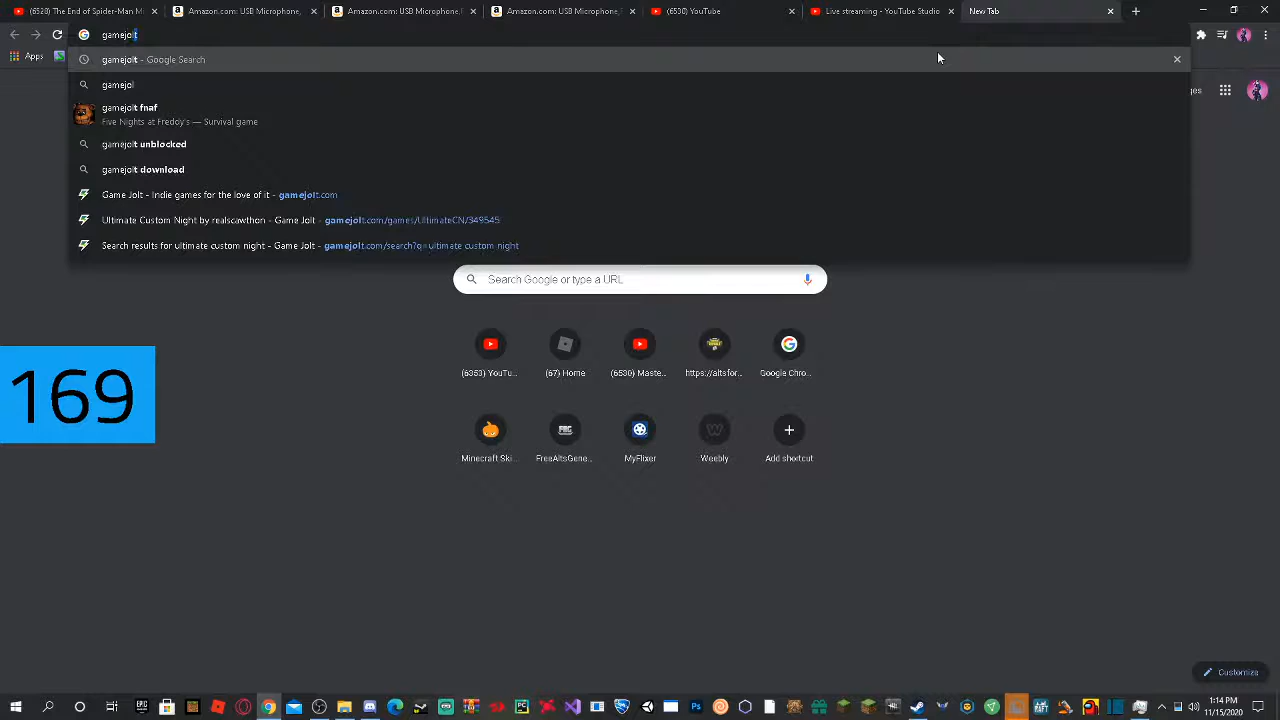 (6520) The End of Spider-Man M
Amazon.com: USB Microphone,
Amazon.com: USB Microphone, F
Amazon.com: USB Microphone,
(6530) YouTube
Live streaming - YouTube Studio
New Tab
gamejolt
Apps
gamejolt - Google Search
gamejol
gamejolt fnaf
Five Nights at Freddy's — Survival game
gamejolt unblocked
gamejolt download
Game Jolt - Indie games for the love of it - gamejolt.com
Ultimate Custom Night by realscawthon - Game Jolt - gamejolt.com/games/UltimateCN/349545
Search results for ultimate custom night - Game Jolt - gamejolt.com/search?q=ultimate custom night
Search Google or type a URL
(6353) YouTu...
(67) Home
(6530) Maste...
https://altsfor...
Google Chro...
169
Minecraft Ski...
FreeAltsGene...
MyFlixer
Weebly
Add shortcut
Customize
1:14 PM
11/15/2020